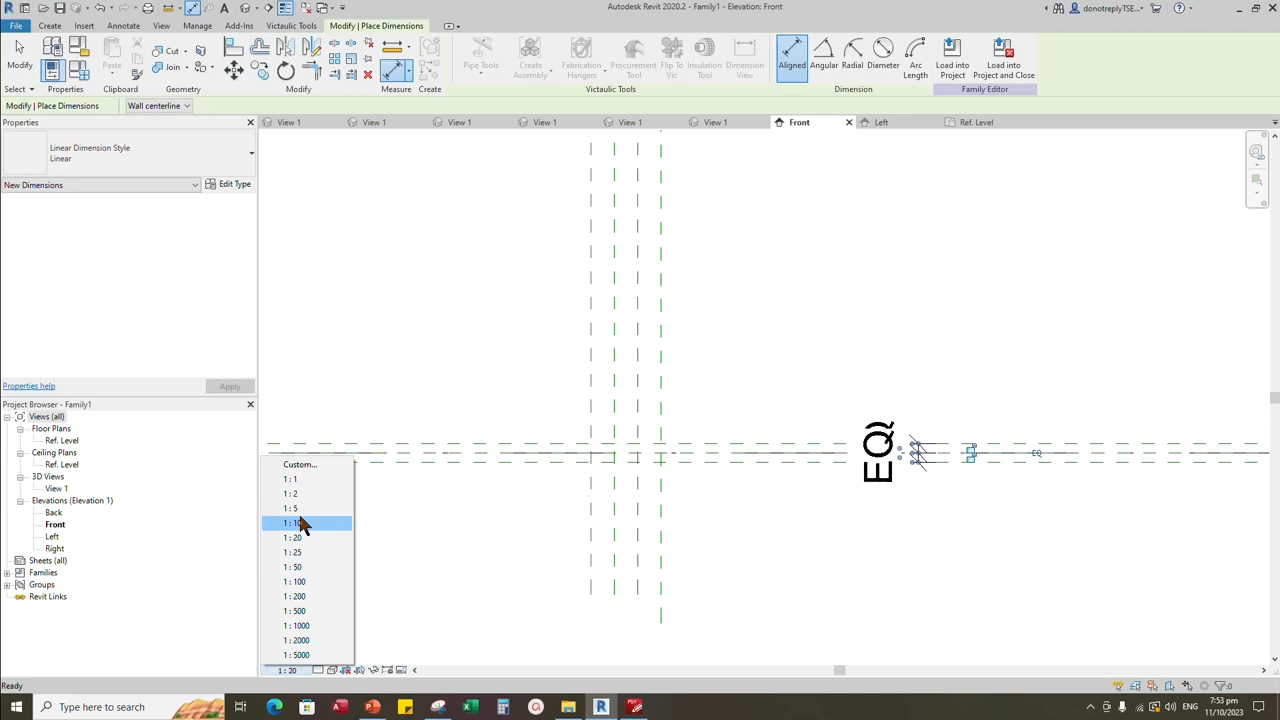 Autodesk Revit 2020.2 - Family1 - Elevation: Front
donotreplyTSE...
File
Create
Insert
Annotate
View
Manage
Add-Ins
Victaulic Tools
Modify | Place Dimensions
Modify
Paste
Cut
Join
Pipe Tools
Create Assembly
Fabrication Hangers
Procurement Tool
Flip To Vic
Insulation Tool
Dimension View
Aligned
Angular
Radial
Diameter
Arc Length
Load into Project
Load into Project and Close
Select
Properties
Clipboard
Geometry
Modify
Measure
Create
Victaulic Tools
Dimension
Family Editor
Modify | Place Dimensions
Wall centerline
Properties
View 1
View 1
View 1
View 1
View 1
View 1
Front
Left
Ref. Level
Linear Dimension Style
Linear
New Dimensions
Edit Type
Properties help
Apply
Project Browser - Family1
Views (all)
Floor Plans
Ref. Level
Ceiling Plans
Ref. Level
3D Views
View 1
Elevations (Elevation 1)
Back
Front
Left
Right
Sheets (all)
Families
Groups
Revit Links
EQ
EQ
Custom...
1 : 1
1 : 2
1 : 5
1 : 10
1 : 20
1 : 25
1 : 50
1 : 100
1 : 200
1 : 500
1 : 1000
1 : 2000
1 : 5000
1 : 20
Ready
:0
Type here to search
7:53 pm
11/10/2023